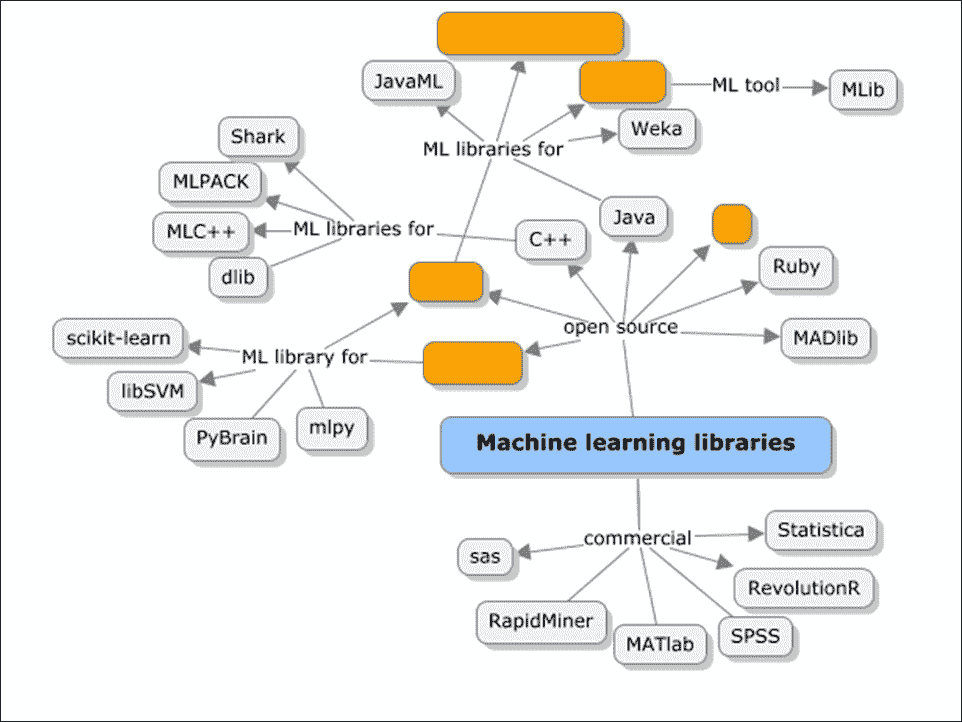 JavaML
ML tool
MLib
Weka
Shark
ML libraries for
MLPACK
Java
MLC++
ML libraries for
C++
Ruby
dlib
open source
scikit-learn
ML library for
MADlib
libSVM
PyBrain
mlpy
Machine learning libraries
commercial
Statistica
sas
RevolutionR
RapidMiner
MATlab
SPSS